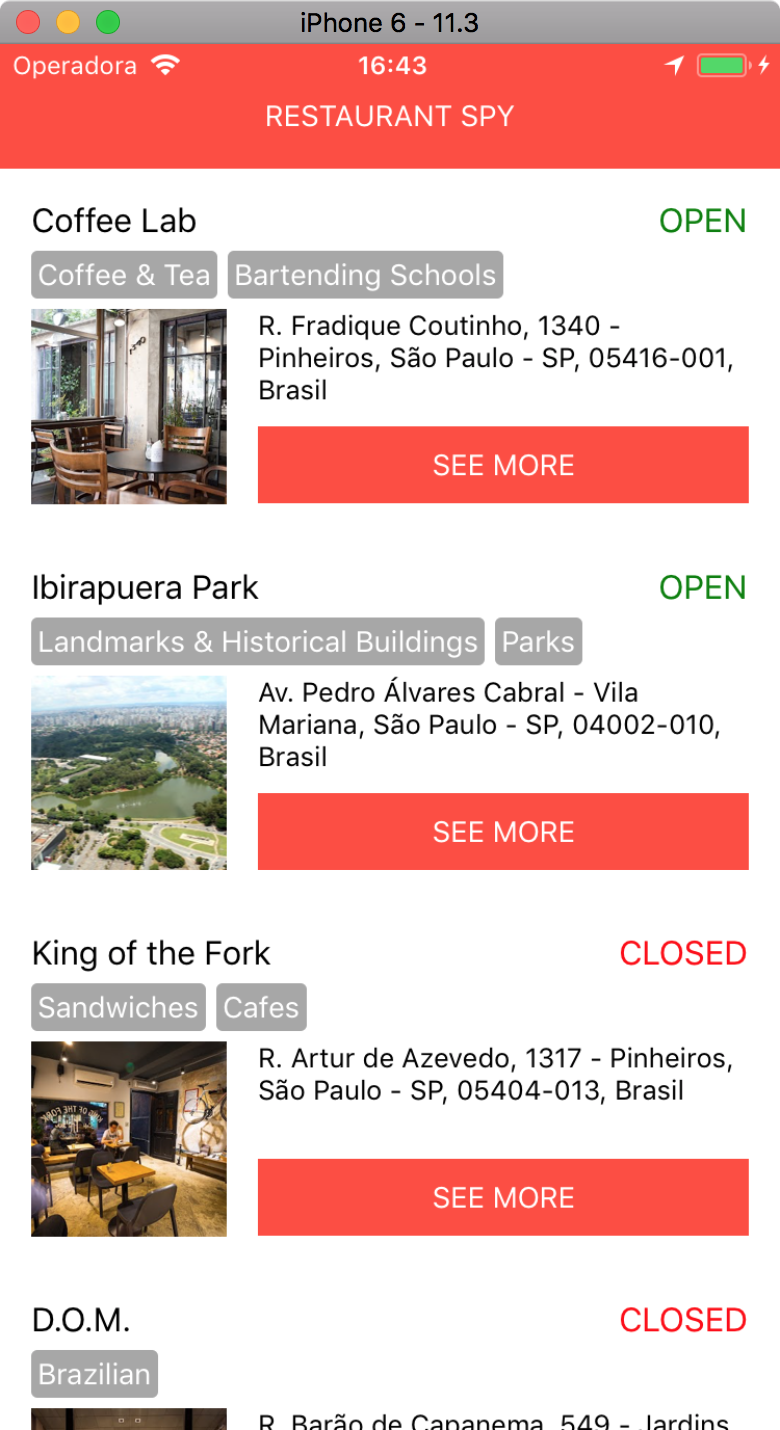 iPhone 6 - 11.3
Operadora 16:43
RESTAURANT SPY
Coffee Lab OPEN
Coffee & Tea Bartending Schools
R. Fradique Coutinho, 1340 -
Pinheiros, São Paulo - SP, 05416-001,
Brasil
SEE MORE
Ibirapuera Park OPEN
Landmarks & Historical Buildings Parks
Av. Pedro Álvares Cabral - Vila
Mariana, São Paulo - SP, 04002-010,
Brasil
SEE MORE
King of the Fork CLOSED
Sandwiches Cafes
R. Artur de Azevedo, 1317 - Pinheiros,
São Paulo - SP, 05404-013, Brasil
SEE MORE
D.O.M. CLOSED
Brazilian
R. Barão de Capanema, 549 - Jardins